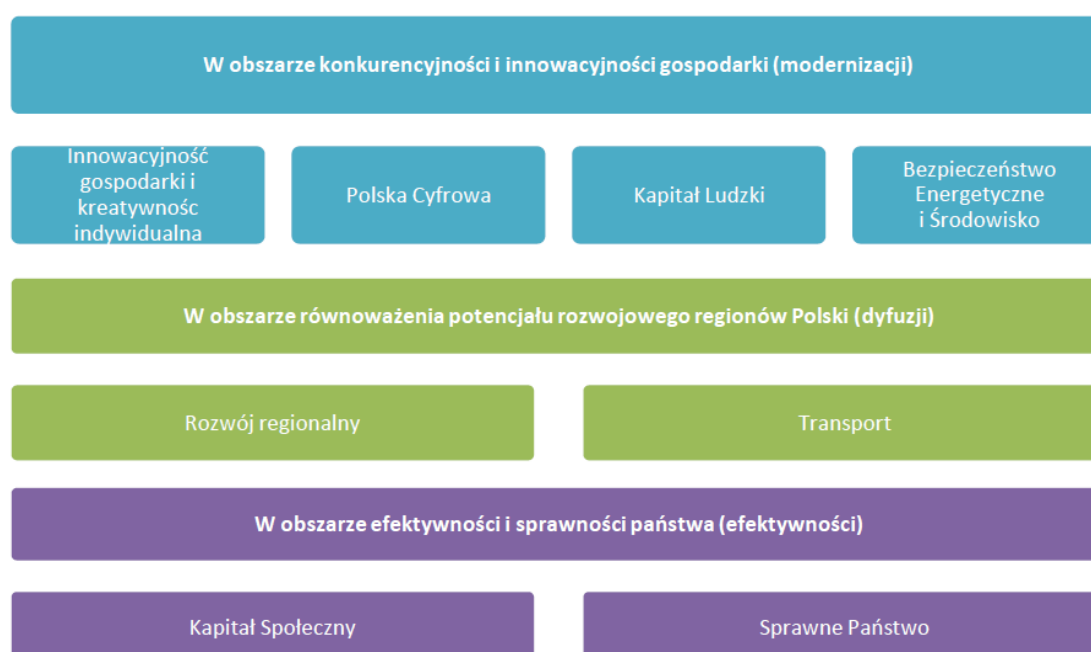 W obszarze konkurencyjności i innowacyjności gospodarki (modernizacji)
Innowacyjność
gospodarki i
kreatywnośc
indywidualna
Polska Cyfrowa
Kapitał Ludzki
Bezpieczeństwo
Energetyczne
i Środowisko
W obszarze równoważenia potencjału rozwojowego regionów Polski (dyfuzji)
Rozwój regionalny
Transport
W obszarze efektywności i sprawności państwa (efektywności)
Kapitał Społeczny
Sprawne Państwo